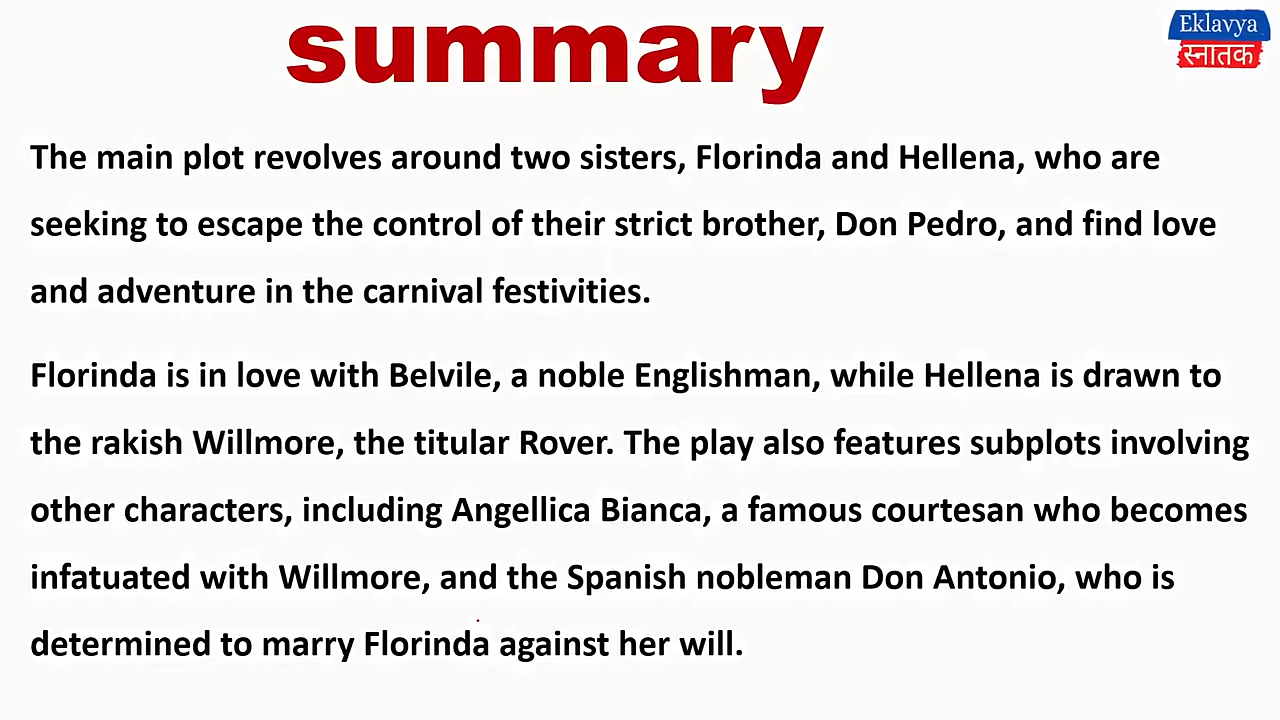 summary
Eklavya
स्नातक
The main plot revolves around two sisters, Florinda and Hellena, who are
seeking to escape the control of their strict brother, Don Pedro, and find love
and adventure in the carnival festivities.
Florinda is in love with Belvile, a noble Englishman, while Hellena is drawn to
the rakish Willmore, the titular Rover. The play also features subplots involving
other characters, including Angellica Bianca, a famous courtesan who becomes
infatuated with Willmore, and the Spanish nobleman Don Antonio, who is
determined to marry Florinda against her will.